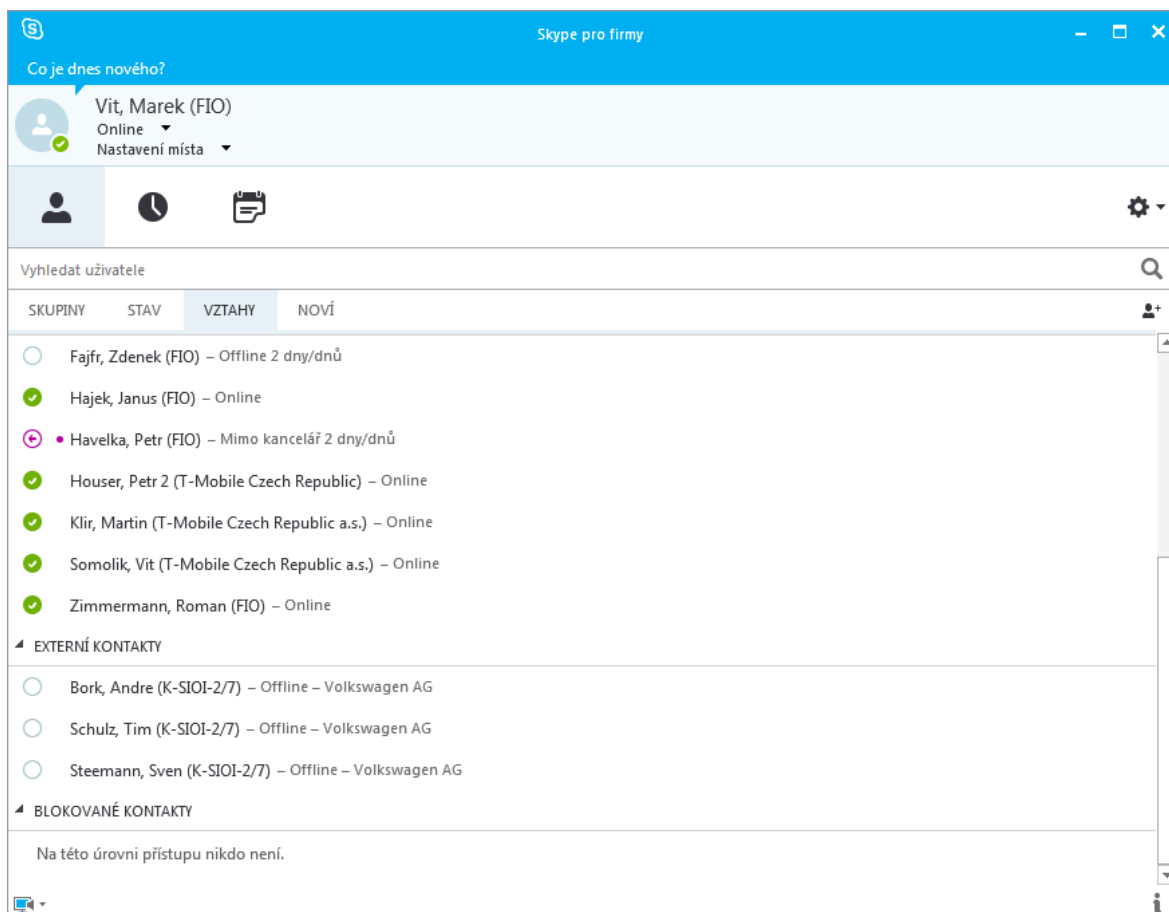 Skype pro firmy
Co je dnes nového?
Vit, Marek (FIO)
Online
Nastavení místa
Vyhledat uživatele
SKUPINY STAV VZTAHY NOVÍ
Fajfr, Zdenek (FIO) – Offline 2 dny/dnů
Hajek, Janus (FIO) – Online
Havelka, Petr (FIO) – Mimo kancelář 2 dny/dnů
Houser, Petr 2 (T-Mobile Czech Republic) – Online
Klir, Martin (T-Mobile Czech Republic a.s.) – Online
Somolik, Vit (T-Mobile Czech Republic a.s.) – Online
Zimmermann, Roman (FIO) – Online
EXTERNÍ KONTAKTY
Bork, Andre (K-SIOI-2/7) – Offline – Volkswagen AG
Schulz, Tim (K-SIOI-2/7) – Offline – Volkswagen AG
Steemann, Sven (K-SIOI-2/7) – Offline – Volkswagen AG
BLOKOVANÉ KONTAKTY
Na této úrovni přístupu nikdo není.